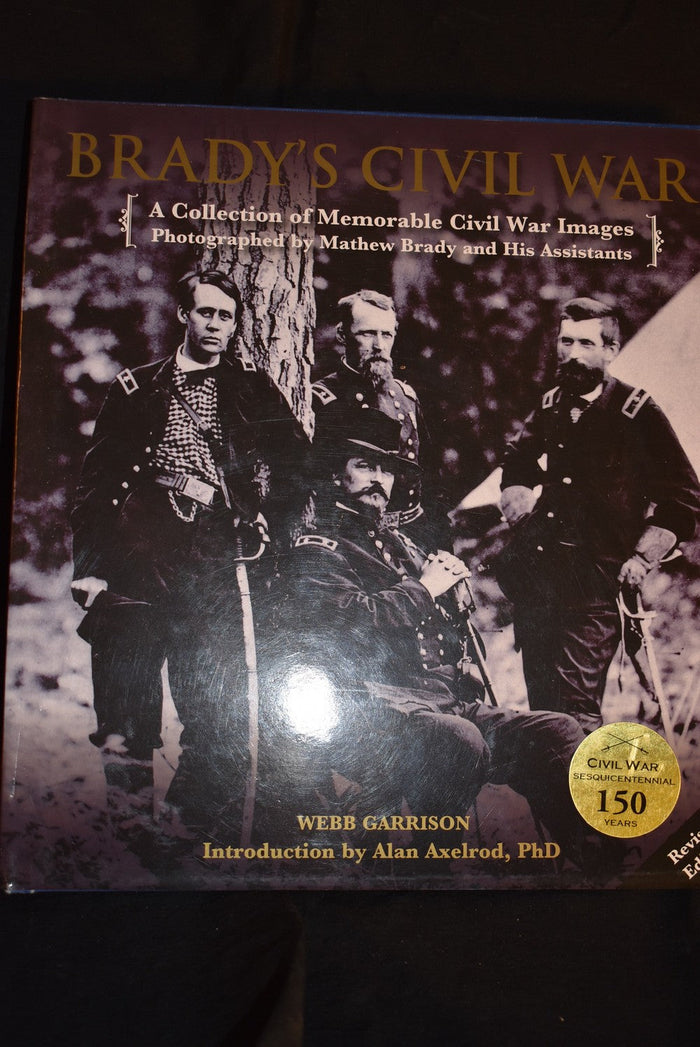 BRADY'S CIVIL WAR
A Collection of Memorable Civil War Images
Photographed by Mathew Brady and His Assistants
CIVIL WAR
SESQUICENTENNIAL
150
YEARS
WEBB GARRISON
Introduction by Alan Axelrod, PhD